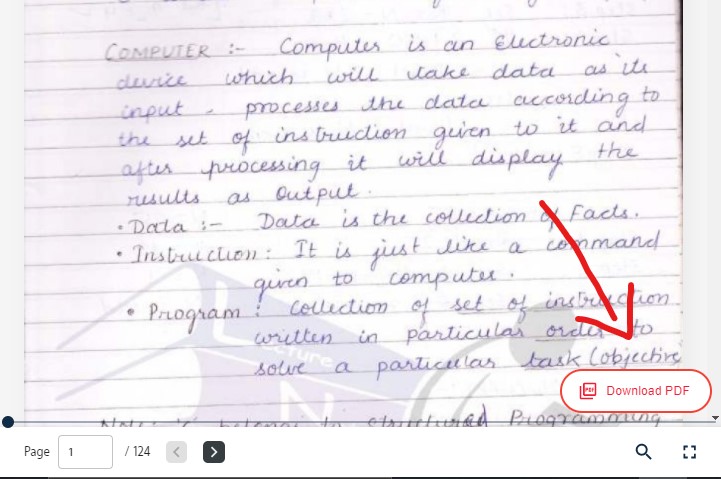 COMPUTER :- Computer is an Electronic
device which will take data as its
input - processes the data according to
the set of instruction given to it and
after processing it will display the
results as Output.
• Data :- Data is the collection of Facts.
• Instruction : It is just like a command
given to computer.
• Program : Collection of set of instruction
written in particular order to
solve a particular task (objective
Download PDF
Note: 'C' belongs to structured Programming
Page 1 / 124